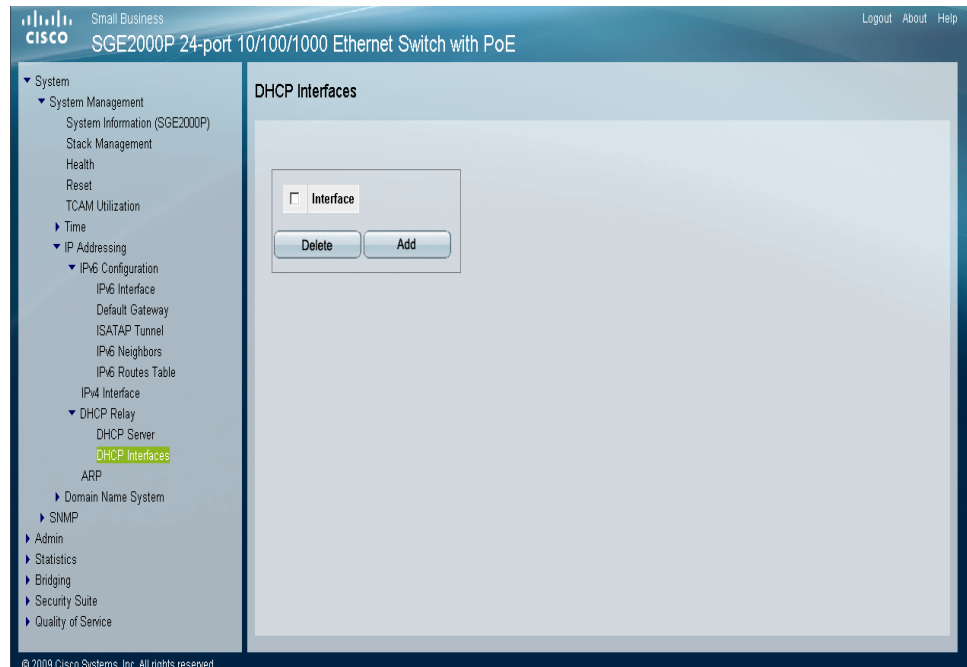 Small Business
Logout About Help
CISCO
SGE2000P 24-port 10/100/1000 Ethernet Switch with PoE
System
System Management
System Information (SGE2000P)
Stack Management
Health
Reset
TCAM Utilization
Time
IP Addressing
IPv6 Configuration
IPv6 Interface
Default Gateway
ISATAP Tunnel
IPv6 Neighbors
IPv6 Routes Table
IPv4 Interface
DHCP Relay
DHCP Server
DHCP Interfaces
ARP
Domain Name System
SNMP
Admin
Statistics
Bridging
Security Suite
Quality of Service
DHCP Interfaces
Interface
Delete Add
© 2009 Cisco Systems, Inc. All rights reserved.